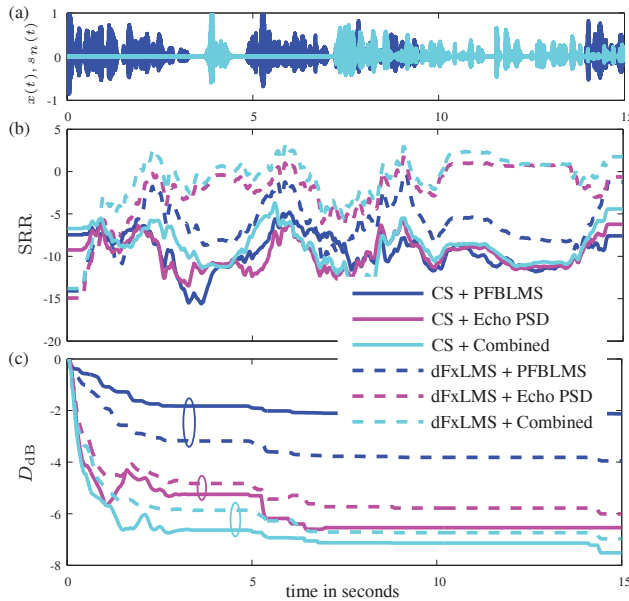 (a)
1
0
-1
x(t), s_n(t)
0
5
10
15
(b)
5
0
-5
-10
-15
-20
SRR
CS + PFBLMS
CS + Echo PSD
CS + Combined
dFxLMS + PFBLMS
dFxLMS + Echo PSD
dFxLMS + Combined
(c)
0
-2
-4
-6
-8
D_dB
0
5
10
15
time in seconds